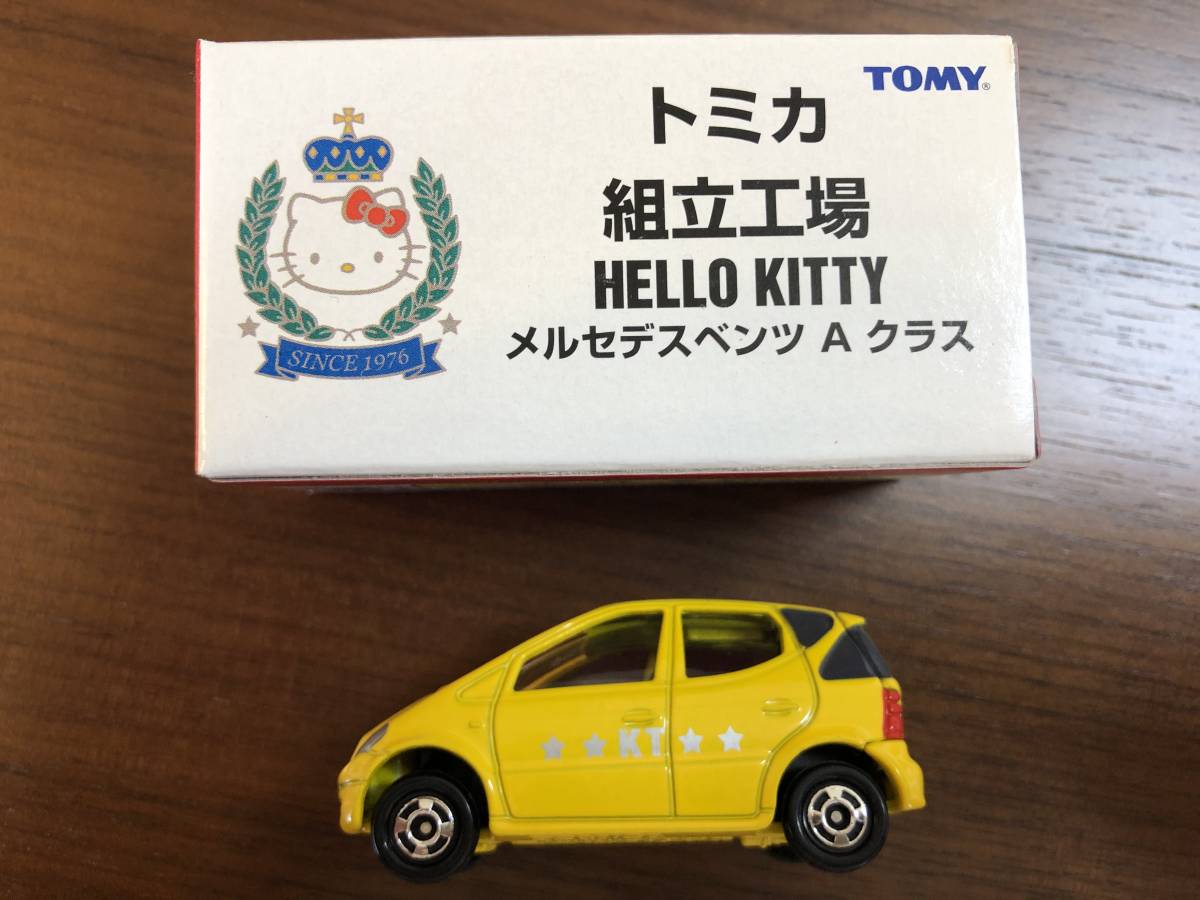 TOMY®
トミカ
組立工場
HELLO KITTY
メルセデスベンツ A クラス
SINCE 1976
★ ★ KT ★ ★